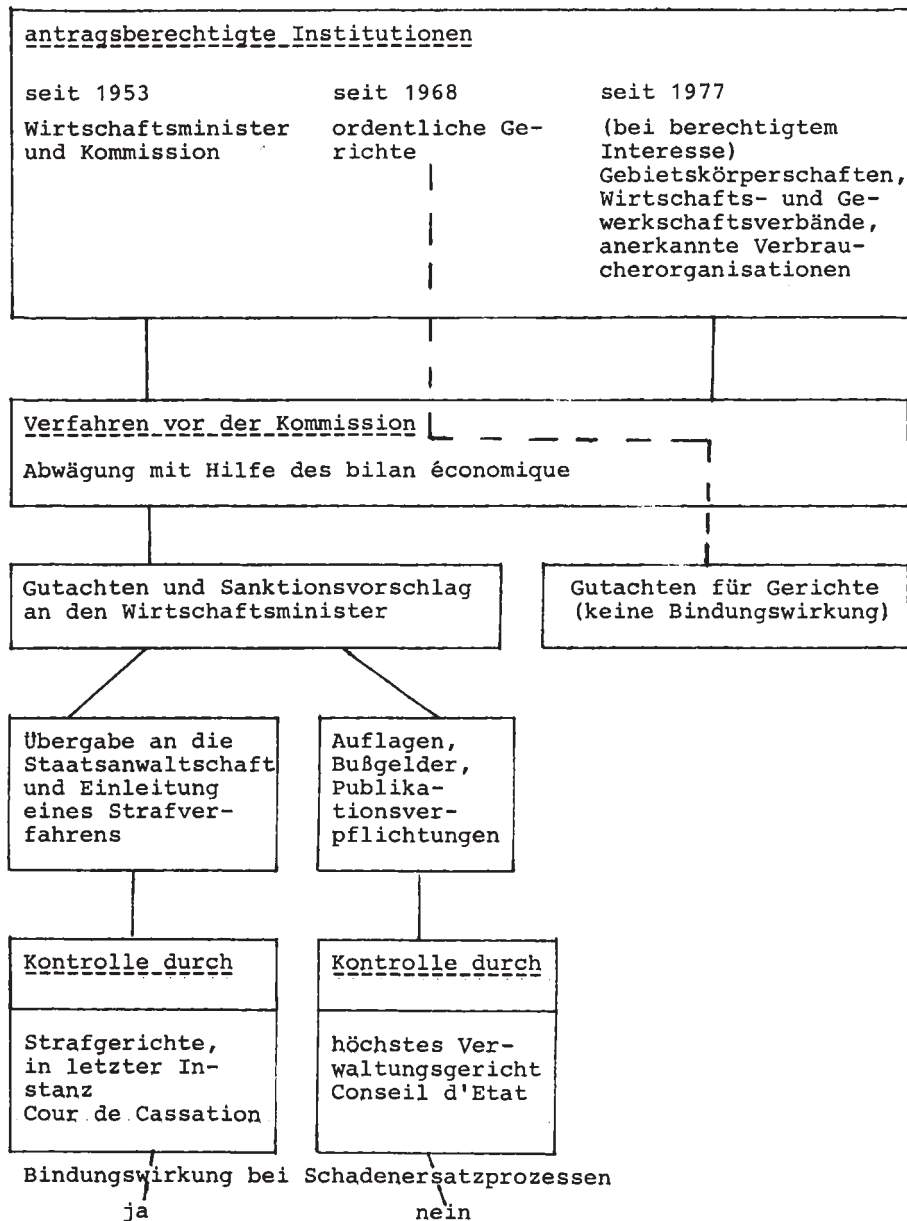 antragsberechtigte Institutionen
seit 1953
Wirtschaftsminister
und Kommission
seit 1968
ordentliche Ge-
richte
seit 1977
(bei berechtigtem
Interesse)
Gebietskörperschaften,
Wirtschafts- und Ge-
werkschaftsverbände,
anerkannte Verbrau-
cherorganisationen
Verfahren vor der Kommission
Abwägung mit Hilfe des bilan économique
Gutachten und Sanktionsvorschlag
an den Wirtschaftsminister
Gutachten für Gerichte
(keine Bindungswirkung)
Übergabe an die
Staatsanwaltschaft
und Einleitung
eines Strafver-
fahrens
Auflagen,
Bußgelder,
Publika-
tionsver-
pflichtungen
Kontrolle durch
Strafgerichte,
in letzter In-
stanz
Cour de Cassation
Kontrolle durch
höchstes Ver-
waltungsgericht
Conseil d'Etat
Bindungswirkung bei Schadenersatzprozessen
ja
nein